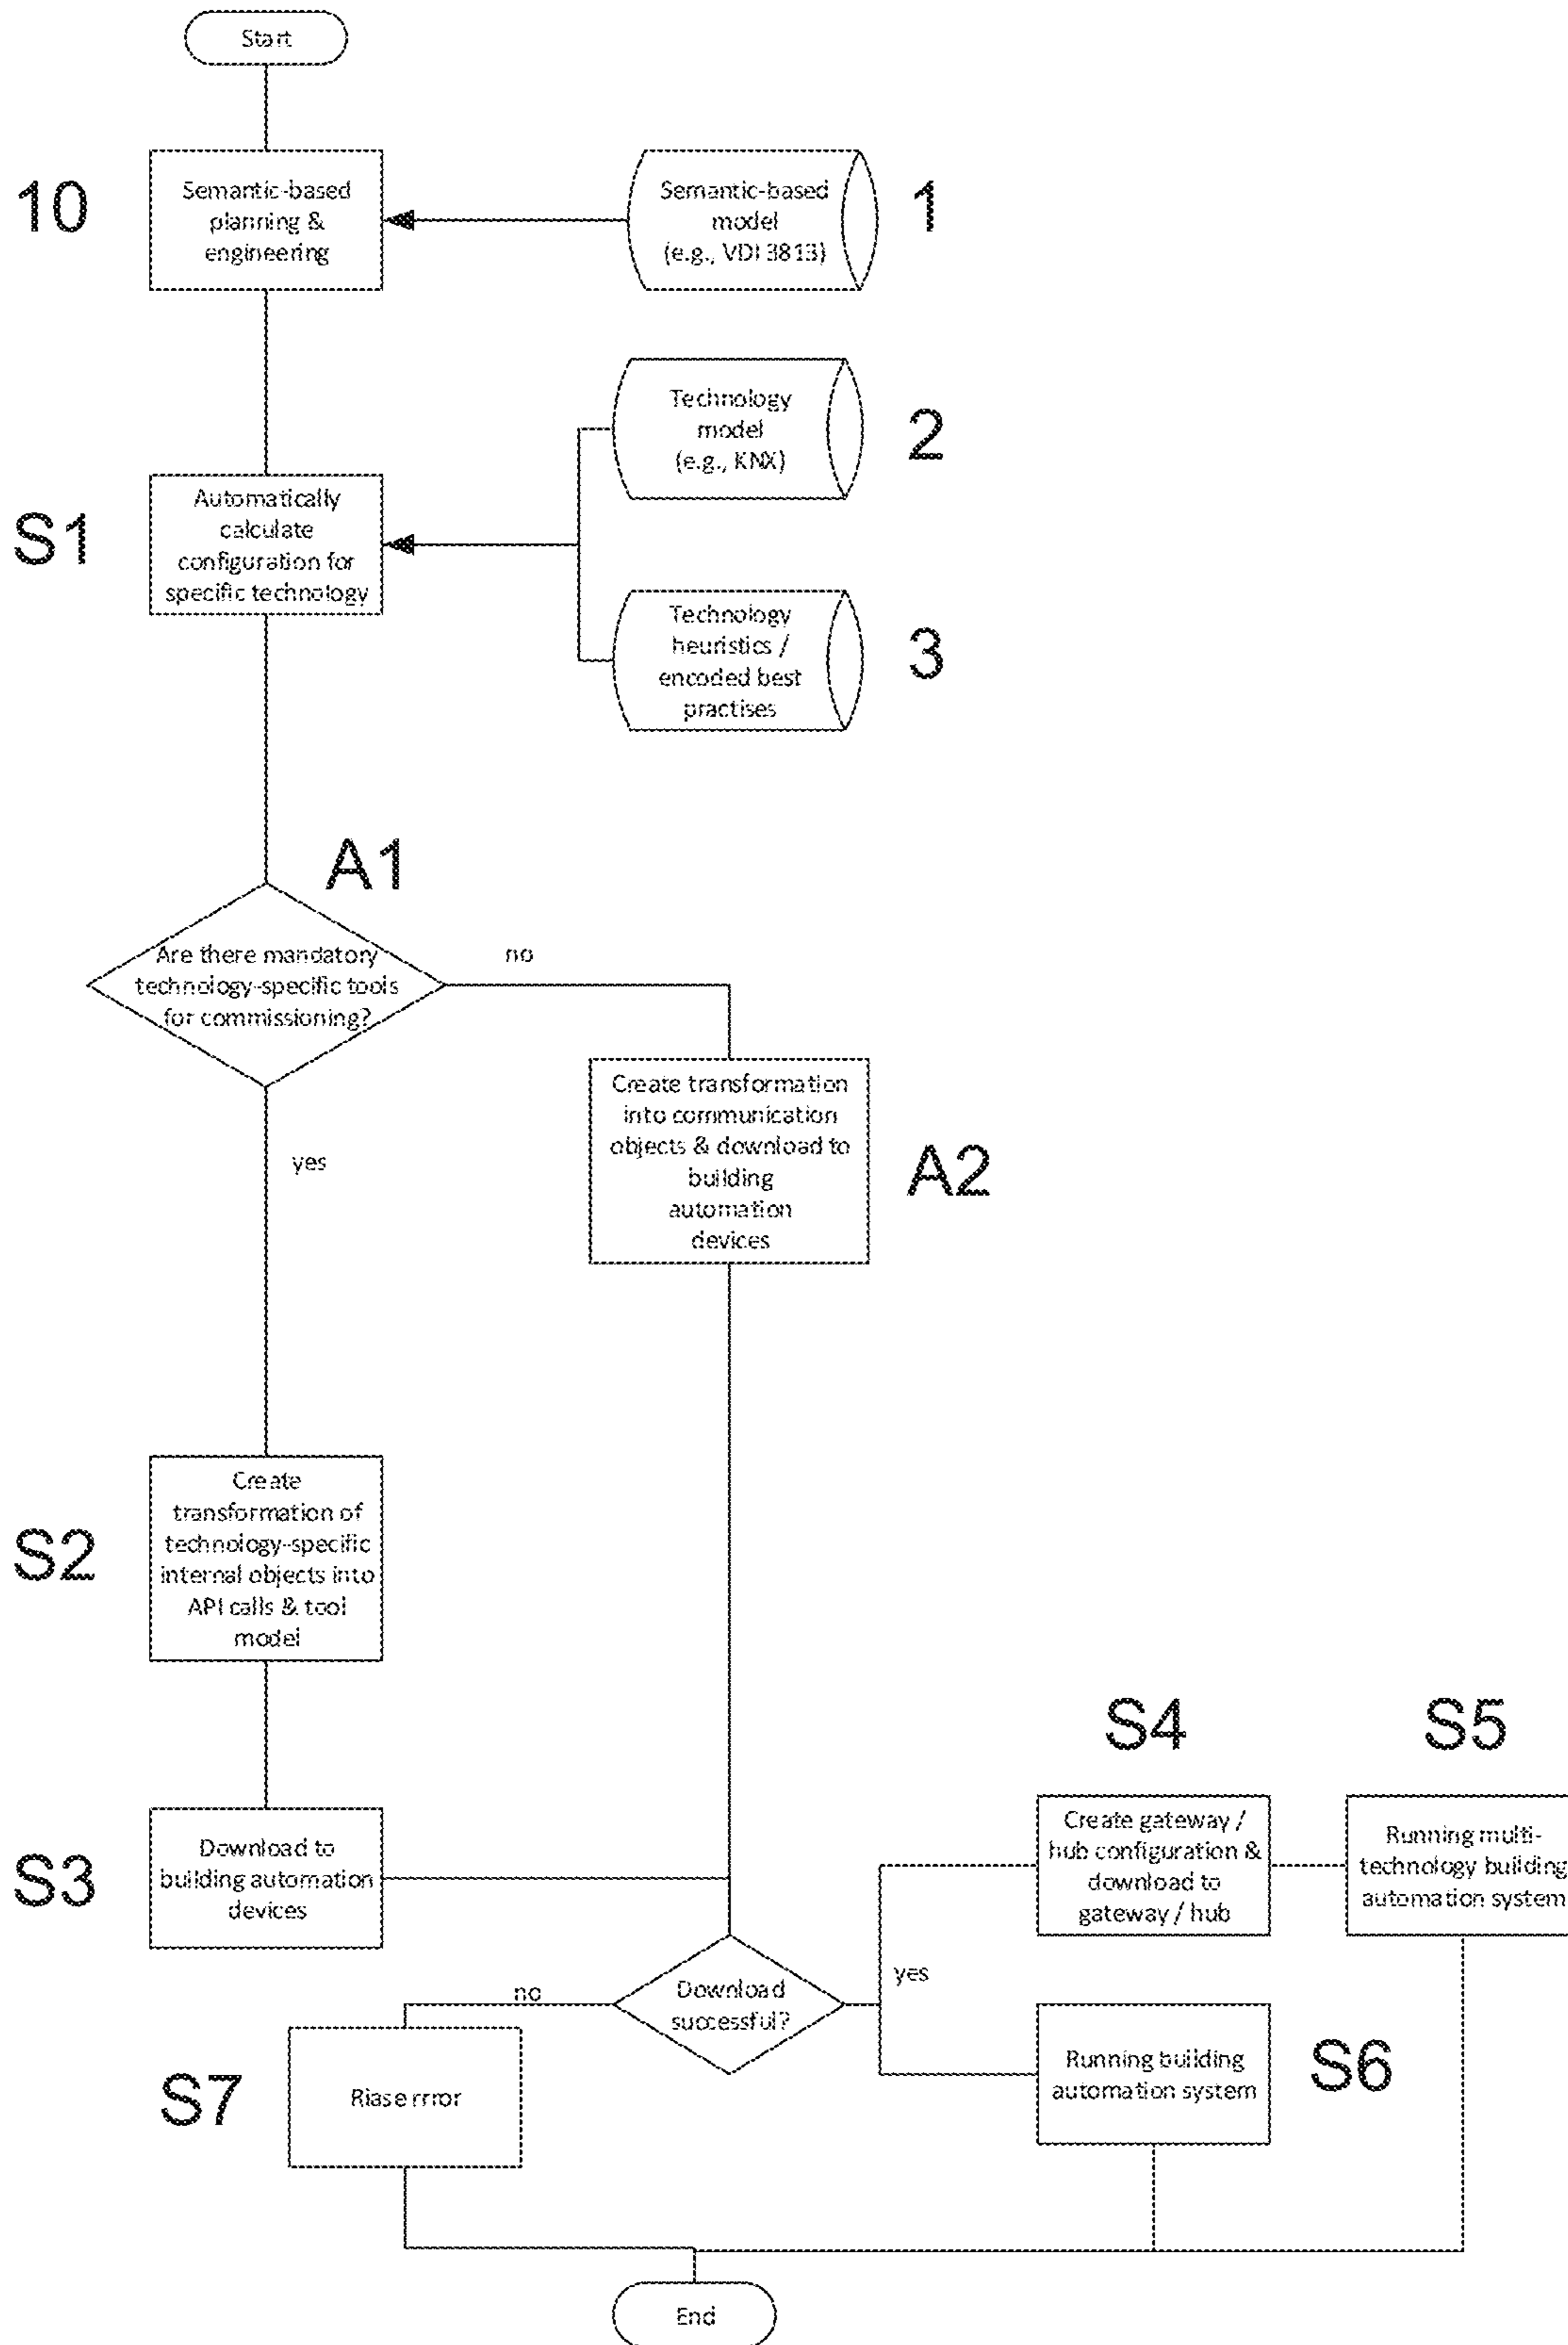 Start
10
Semantic-based
planning &
engineering
Semantic-based
model
(e.g., VDI 3813)
1
Technology
model
(e.g., KNX)
2
S1
Automatically
calculate
configuration for
specific technology
Technology
heuristics /
encoded best
practises
3
A1
Are there mandatory
technology-specific tools
for commissioning?
no
yes
Create transformation
into communication
objects & download to
building
automation
devices
A2
S2
Create
transformation of
technology-specific
internal objects into
API calls & tool
model
S4
S5
S3
Download to
building automation
devices
Create gateway /
hub configuration &
download to
gateway / hub
Running multi-
technology building
automation system
Download
successful?
no
yes
S7
Riase rrror
Running building
automation system
S6
End